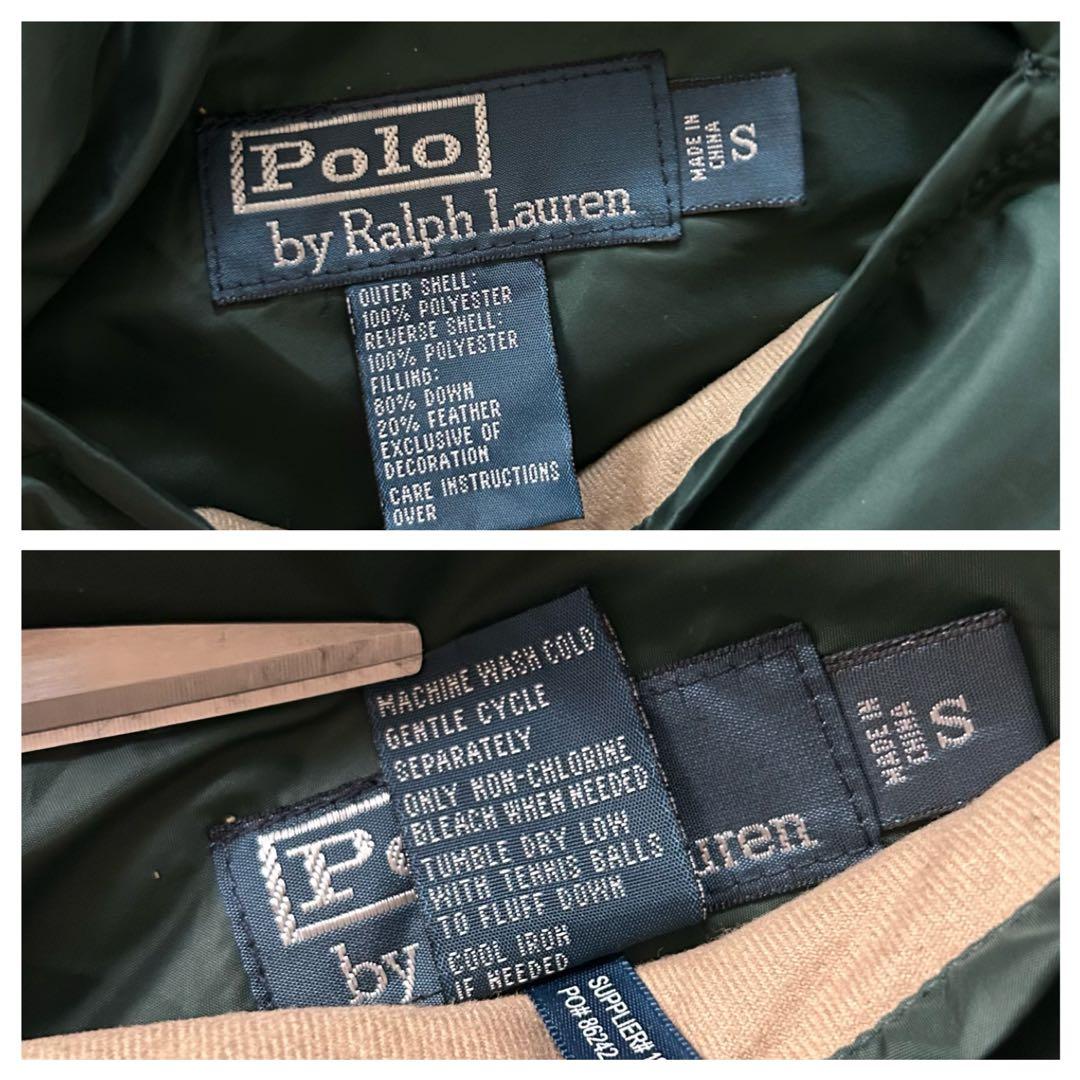 Polo
by Ralph Lauren
MADE IN
CHINA
S
OUTER SHELL:
100% POLYESTER
REVERSE SHELL:
100% POLYESTER
FILLING:
80% DOWN
20% FEATHER
EXCLUSIVE OF
DECORATION
CARE INSTRUCTIONS
OVER
MACHINE WASH COLD
GENTLE CYCLE
SEPARATELY
ONLY NON-CHLORINE
BLEACH WHEN NEEDED
TUMBLE DRY LOW
WITH TENNIS BALLS
TO FLUFF DOWN
COOL IRON
IF NEEDED
MADE IN
CHINA
S
by
uren
SUPPLIER#
PO# 86242